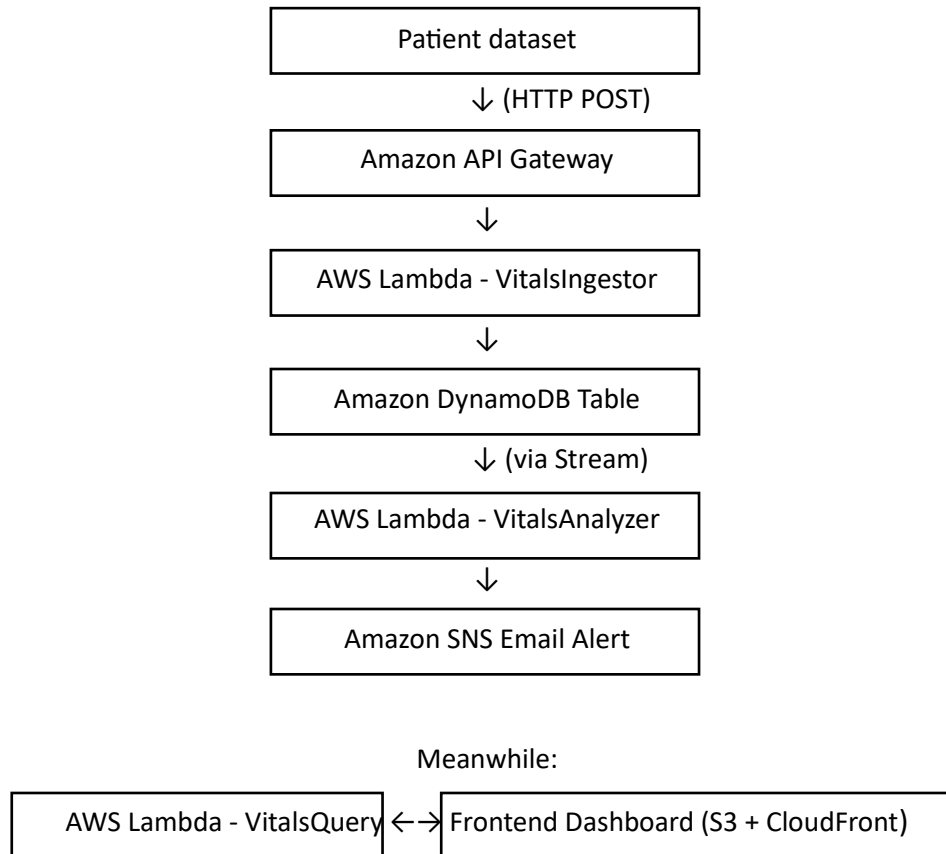 Patient dataset
↓ (HTTP POST)
Amazon API Gateway
↓
AWS Lambda - VitalsIngestor
↓
Amazon DynamoDB Table
↓ (via Stream)
AWS Lambda - VitalsAnalyzer
↓
Amazon SNS Email Alert
Meanwhile:
AWS Lambda - VitalsQuery ←→ Frontend Dashboard (S3 + CloudFront)